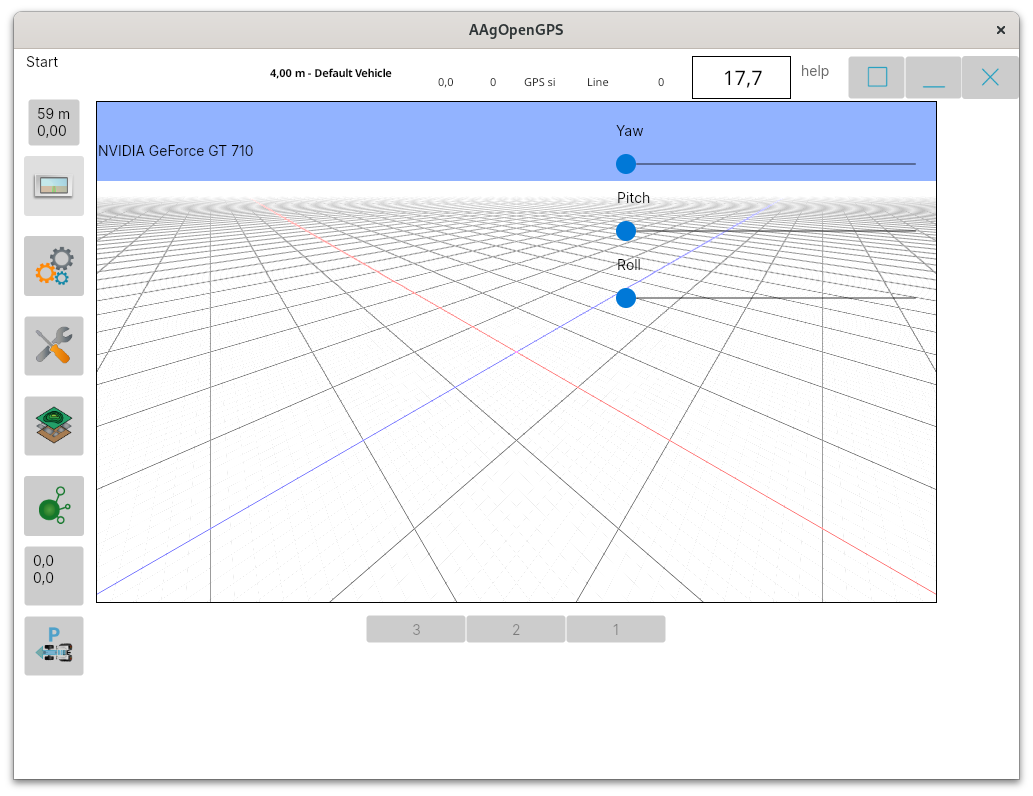 AAgOpenGPS
Start
4,00 m - Default Vehicle
0,0
0
GPS si
Line
0
17,7
help
59 m
0,00
NVIDIA GeForce GT 710
Yaw
Pitch
Roll
0,0
0,0
P
3
2
1